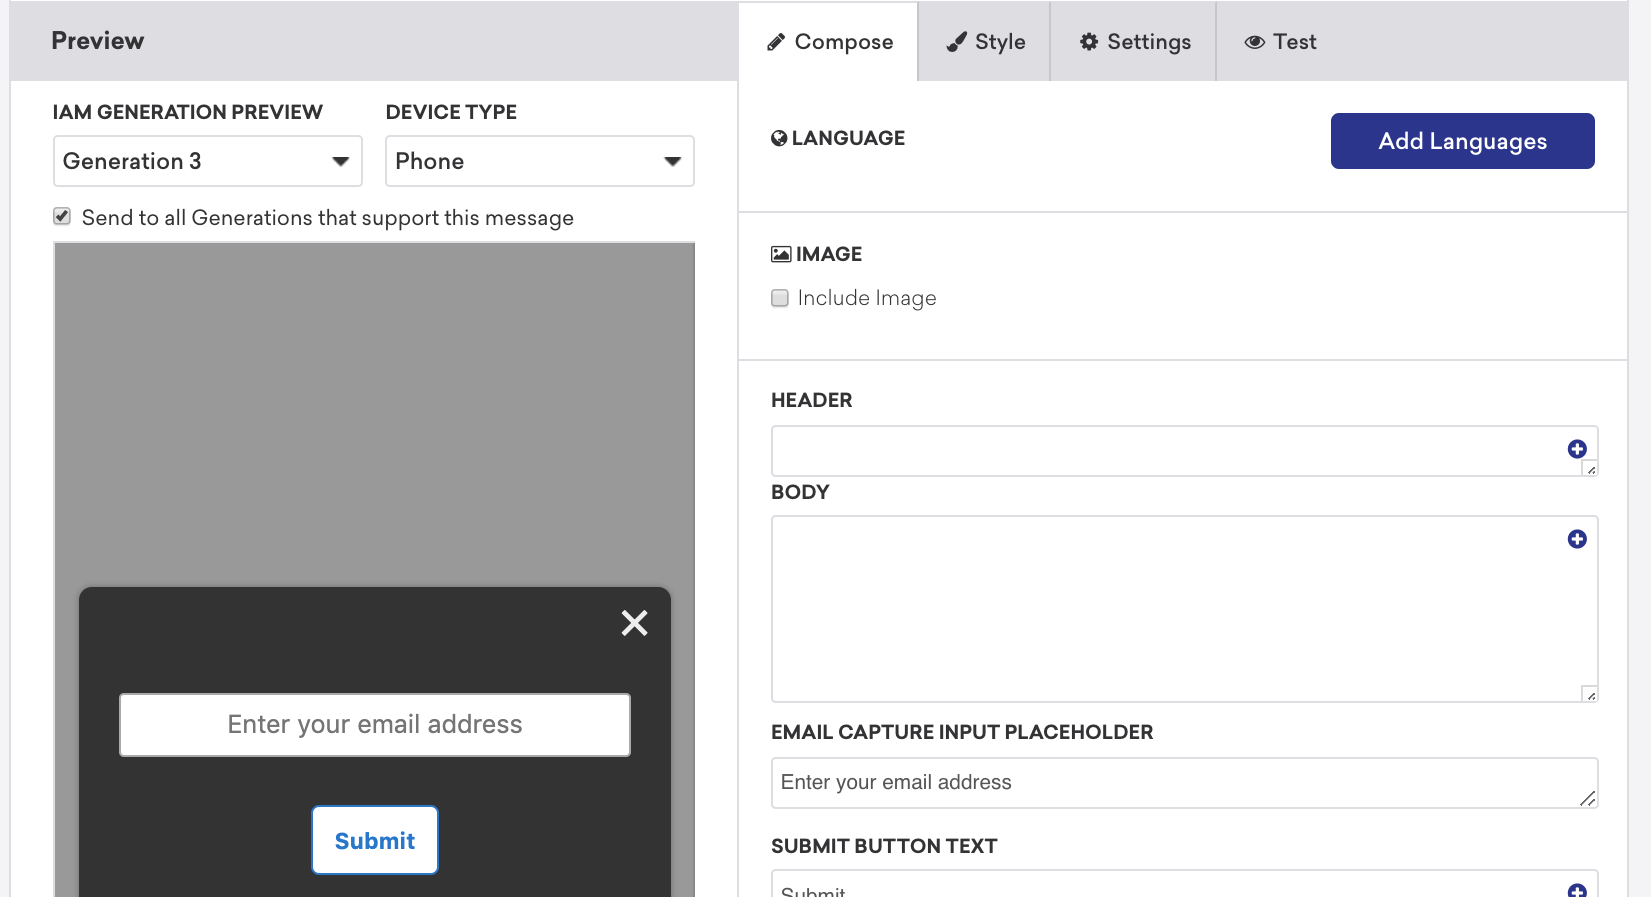 Preview
Compose
Style
Settings
Test
IAM GENERATION PREVIEW
DEVICE TYPE
Generation 3
Phone
Send to all Generations that support this message
Enter your email address
Submit
LANGUAGE
Add Languages
IMAGE
Include Image
HEADER
BODY
EMAIL CAPTURE INPUT PLACEHOLDER
Enter your email address
SUBMIT BUTTON TEXT
Submit